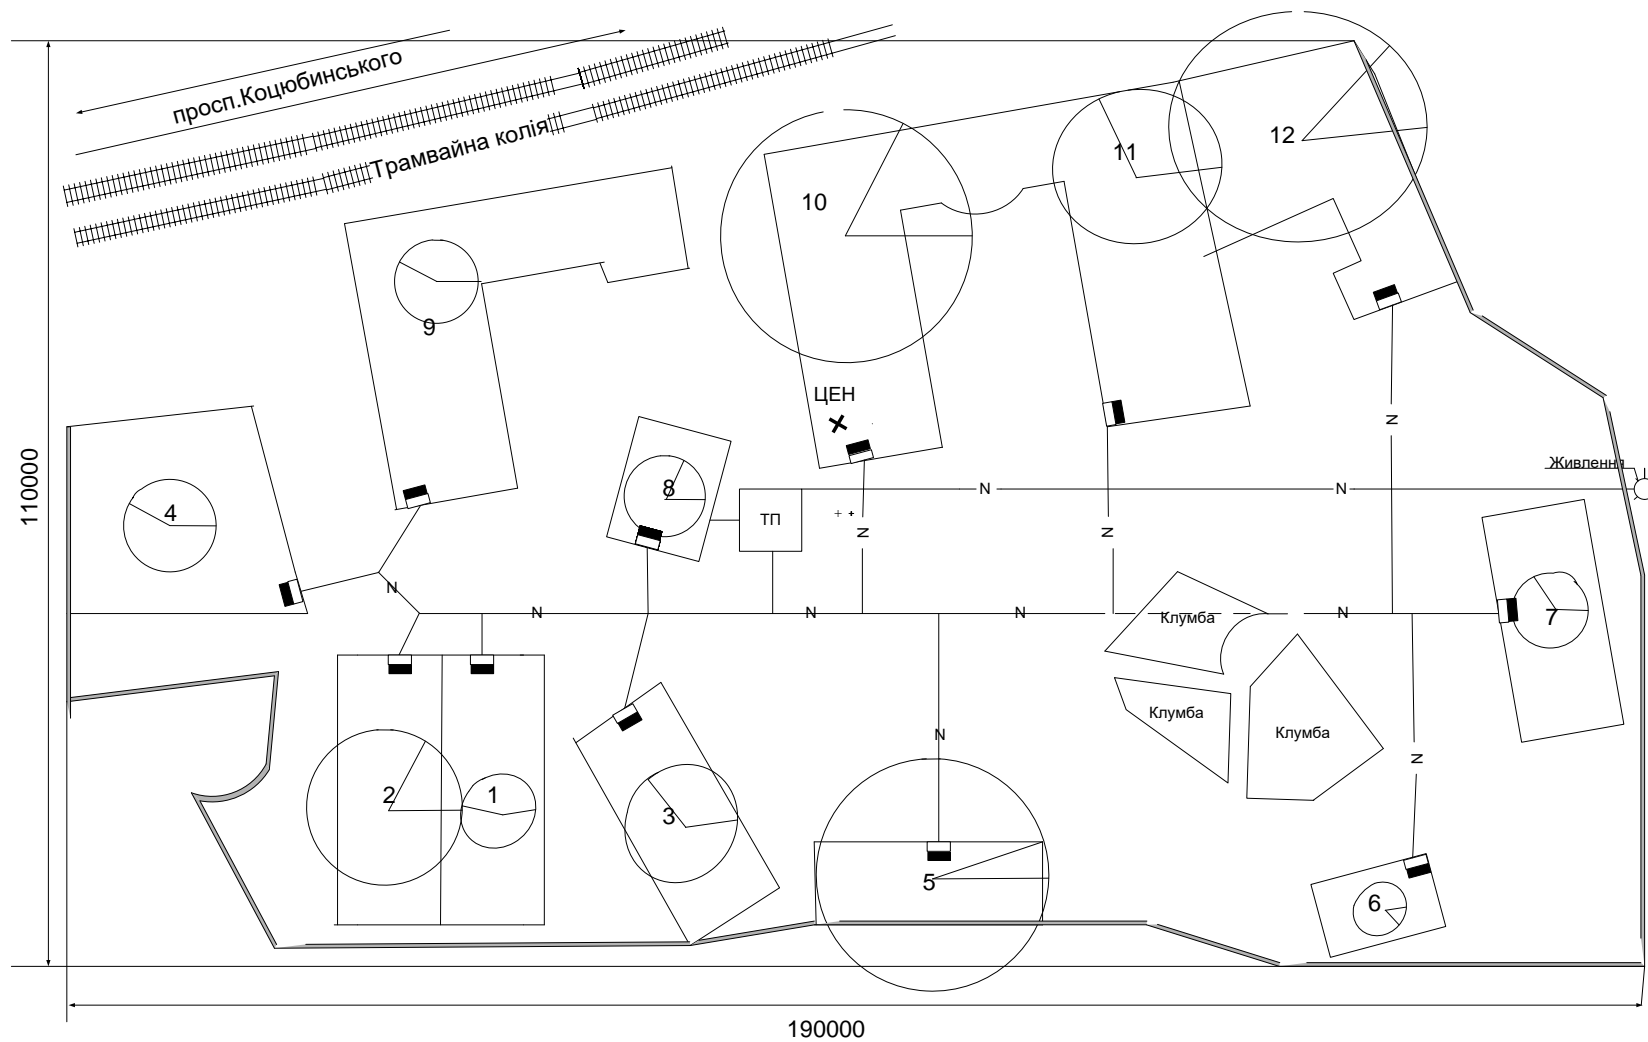 просп.Коцюбинського
Трамвайна колія
12
11
10
9
ЦЕН
N
110000
Живлення
8
N
N
4
ТП
N
N
N
N
N
N
N
N
Клумба
7
Клумба
Клумба
N
N
2
1
3
5
6
190000